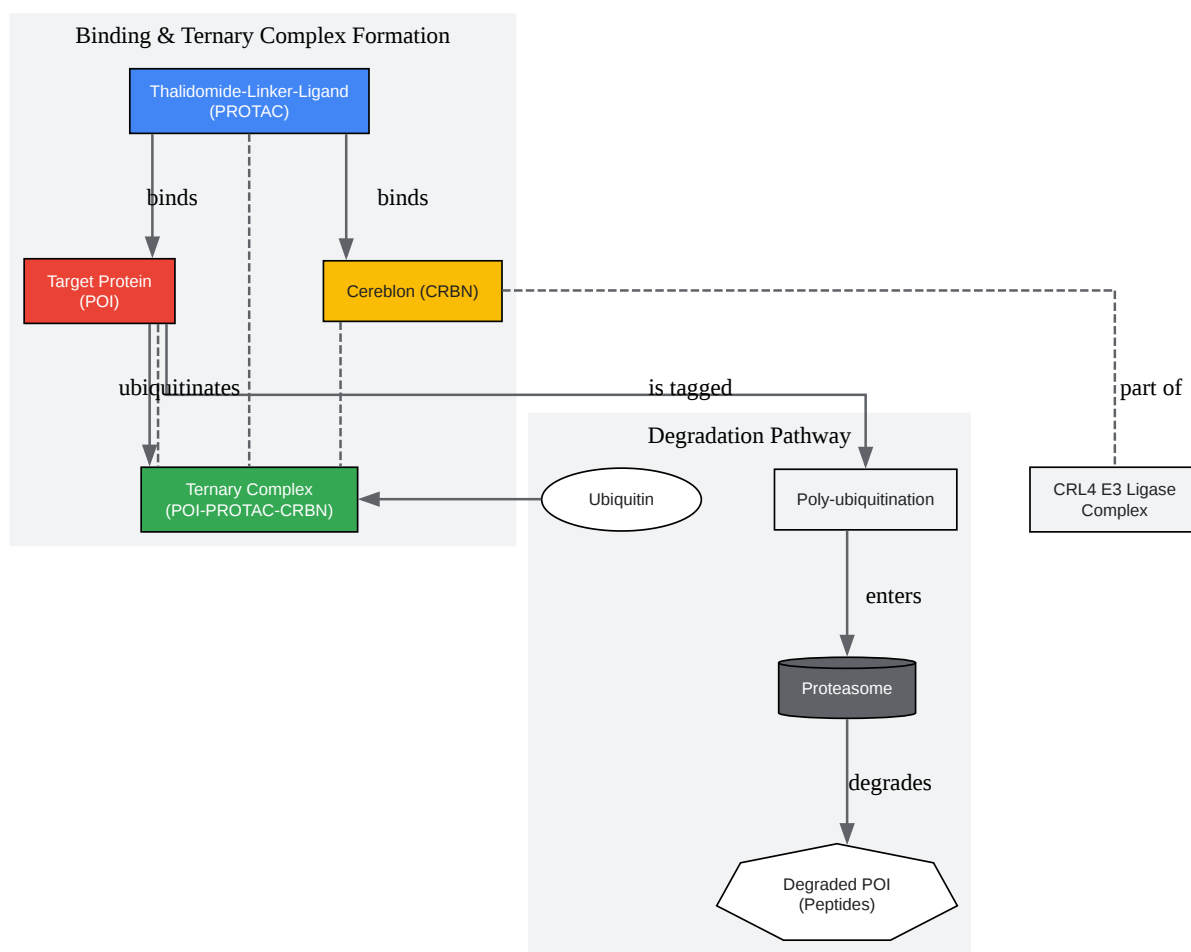 Binding & Ternary Complex Formation
Thalidomide-Linker-Ligand
(PROTAC)
binds
binds
Target Protein
(POI)
Cereblon (CRBN)
ubiquitinates
is tagged
part of
Degradation Pathway
Ternary Complex
(POI-PROTAC-CRBN)
Ubiquitin
Poly-ubiquitination
CRL4 E3 Ligase
Complex
enters
Proteasome
degrades
Degraded POI
(Peptides)